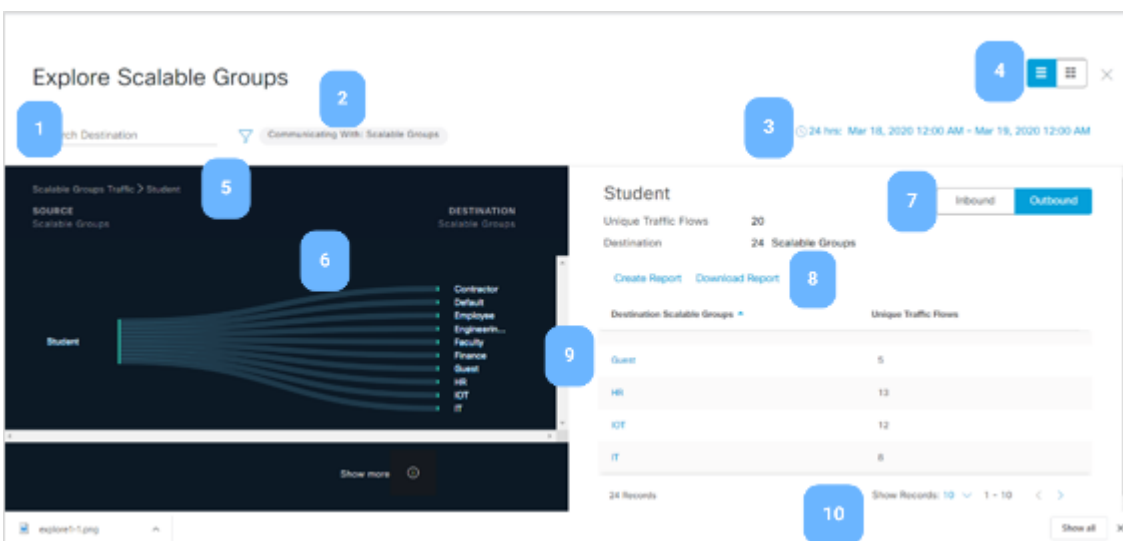 Explore Scalable Groups
4
2
1
rch Destination
Communicating With: Scalable Groups
3
24 hrs: Mar 18, 2020 12:00 AM - Mar 19, 2020 12:00 AM
Scalable Groups Traffic > Student
5
SOURCE
Scalable Groups
DESTINATION
Scalable Groups
6
Student
Contractor
Default
Employee
Engineerin...
Faculty
Finance
Guest
HR
IOT
IT
Show more
Student
7
Inbound
Outbound
Unique Traffic Flows 20
Destination 24 Scalable Groups
Create Report Download Report
8
Destination Scalable Groups Unique Traffic Flows
9
Guest 5
HR 13
IOT 12
IT 8
24 Records
10
Show Records: 10 1 - 10
explore1-1.png
Show all